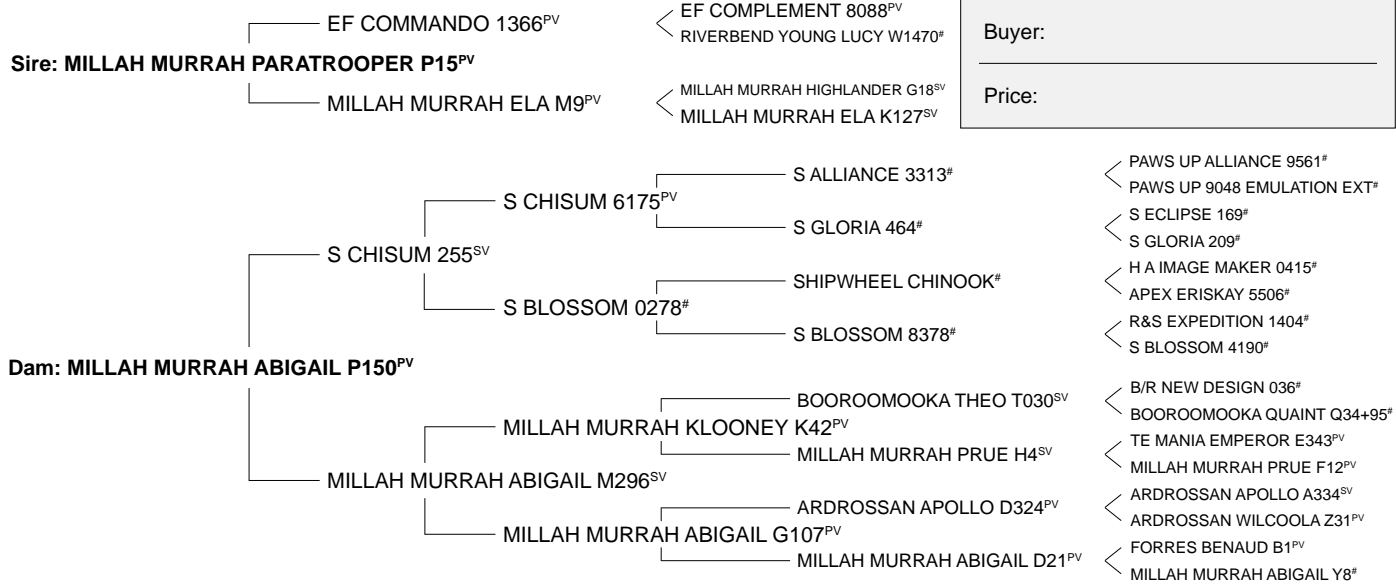 EF COMPLEMENT 8088PV
EF COMMANDO 1366PV
RIVERBEND YOUNG LUCY W1470#
Buyer:
Sire: MILLAH MURRAH PARATROOPER P15PV
MILLAH MURRAH HIGHLANDER G18SV
MILLAH MURRAH ELA M9PV
MILLAH MURRAH ELA K127SV
Price:
PAWS UP ALLIANCE 9561#
S ALLIANCE 3313#
PAWS UP 9048 EMULATION EXT#
S CHISUM 6175PV
S ECLIPSE 169#
S GLORIA 464#
S GLORIA 209#
S CHISUM 255SV
H A IMAGE MAKER 0415#
SHIPWHEEL CHINOOK#
APEX ERISKAY 5506#
S BLOSSOM 0278#
R&S EXPEDITION 1404#
S BLOSSOM 8378#
S BLOSSOM 4190#
Dam: MILLAH MURRAH ABIGAIL P150PV
B/R NEW DESIGN 036#
BOOROOMOOKA THEO T030SV
BOOROOMOOKA QUAINT Q34+95#
MILLAH MURRAH KLOONEY K42PV
TE MANIA EMPEROR E343PV
MILLAH MURRAH PRUE H4SV
MILLAH MURRAH PRUE F12PV
MILLAH MURRAH ABIGAIL M296SV
ARDROSSAN APOLLO A334SV
ARDROSSAN APOLLO D324PV
ARDROSSAN WILCOOLA Z31PV
MILLAH MURRAH ABIGAIL G107PV
FORRES BENAUD B1PV
MILLAH MURRAH ABIGAIL D21PV
MILLAH MURRAH ABIGAIL Y8#